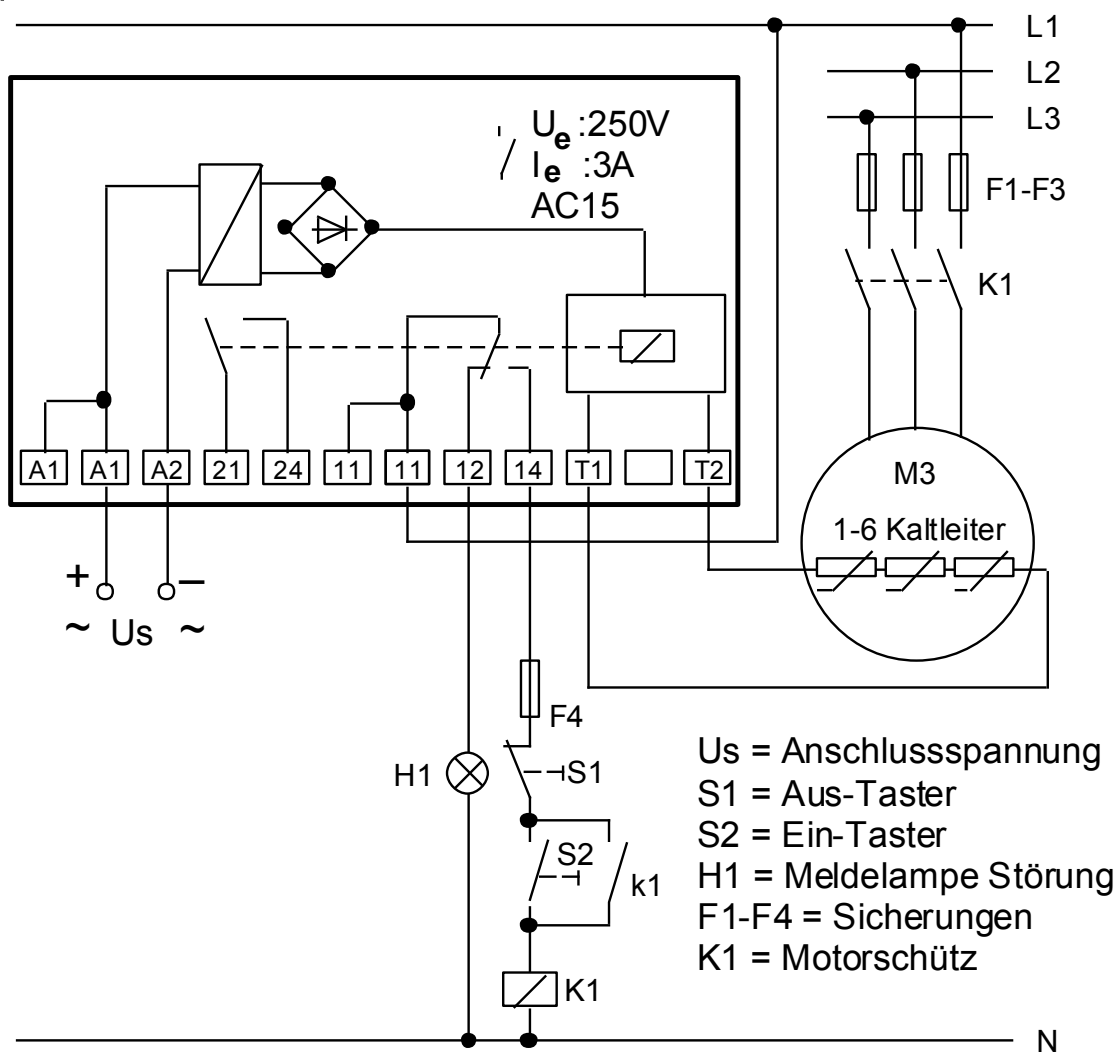 L1
L2
L3
Ue :250V
Ie :3A
AC15
F1-F3
K1
A1 A1 A2 21 24 11 11 12 14 T1 T2
M3
1-6 Kaltleiter
+ –
~ Us ~
F4
H1
S1
S2
k1
K1
N
Us = Anschlussspannung
S1 = Aus-Taster
S2 = Ein-Taster
H1 = Meldelampe Störung
F1-F4 = Sicherungen
K1 = Motorschütz